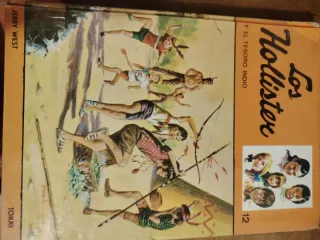 Los
Hollister
Y EL TESORO INDIO
12
JERRY WEST
TORAY